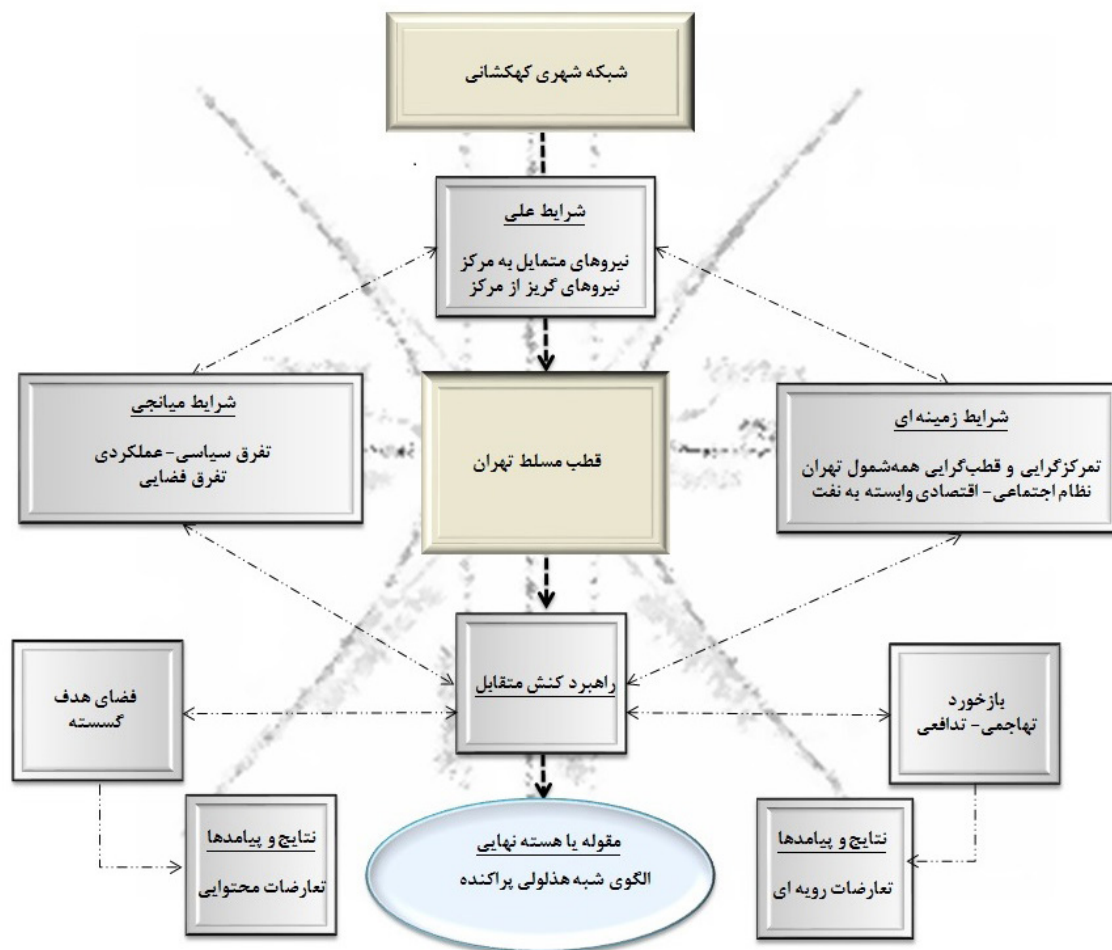 شبکه شهری کهکشانی
شرایط علی
نیروهای متمایل به مرکز
نیروهای گریز از مرکز
شرایط زمینه ای
تمرکزگرایی و قطب‌گرایی همه‌شمول تهران
نظام اجتماعی- اقتصادی وابسته به نفت
قطب مسلط تهران
شرایط میانجی
تفرق سیاسی-عملکردی
تفرق فضایی
بازخورد
تهاجمی- تدافعی
راهبرد کنش متقابل
فضای هدف
گسسته
نتایج و پیامدها
تعارضات رویه ای
مقوله یا هسته نهایی
الگوی شبه هذلولی پراکنده
نتایج و پیامدها
تعارضات محتوایی